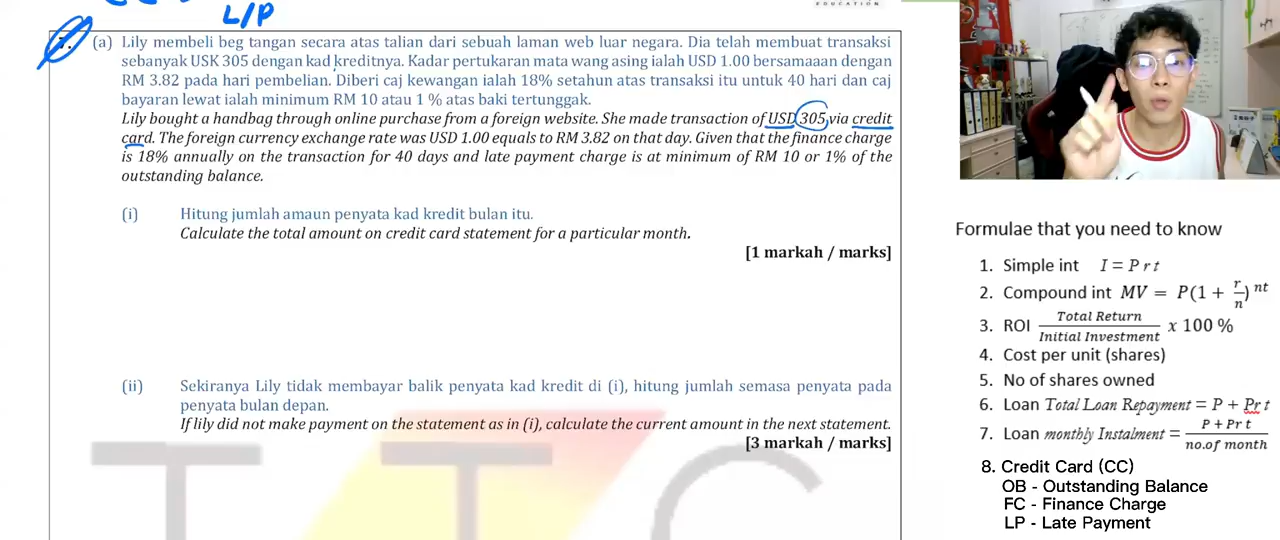 EDUCATION
L/P
7. (a) Lily membeli beg tangan secara atas talian dari sebuah laman web luar negara. Dia telah membuat transaksi
sebanyak USK 305 dengan kad kreditnya. Kadar pertukaran mata wang asing ialah USD 1.00 bersamaaan dengan
RM 3.82 pada hari pembelian. Diberi caj kewangan ialah 18% setahun atas transaksi itu untuk 40 hari dan caj
bayaran lewat ialah minimum RM 10 atau 1 % atas baki tertunggak.
Lily bought a handbag through online purchase from a foreign website. She made transaction of USD 305 via credit
card. The foreign currency exchange rate was USD 1.00 equals to RM 3.82 on that day. Given that the finance charge
is 18% annually on the transaction for 40 days and late payment charge is at minimum of RM 10 or 1% of the
outstanding balance.
(i) Hitung jumlah amaun penyata kad kredit bulan itu.
Calculate the total amount on credit card statement for a particular month.
[1 markah / marks]
(ii) Sekiranya Lily tidak membayar balik penyata kad kredit di (i), hitung jumlah semasa penyata pada
penyata bulan depan.
If lily did not make payment on the statement as in (i), calculate the current amount in the next statement.
[3 markah / marks]
T T C
Formulae that you need to know
1. Simple int I = P r t
2. Compound int MV = P(1 + r/n) nt
3. ROI Total Return / Initial Investment x 100 %
4. Cost per unit (shares)
5. No of shares owned
6. Loan Total Loan Repayment = P + Pr t
7. Loan monthly Instalment = P + Pr t / no.of month
8. Credit Card (CC)
OB - Outstanding Balance
FC - Finance Charge
LP - Late Payment